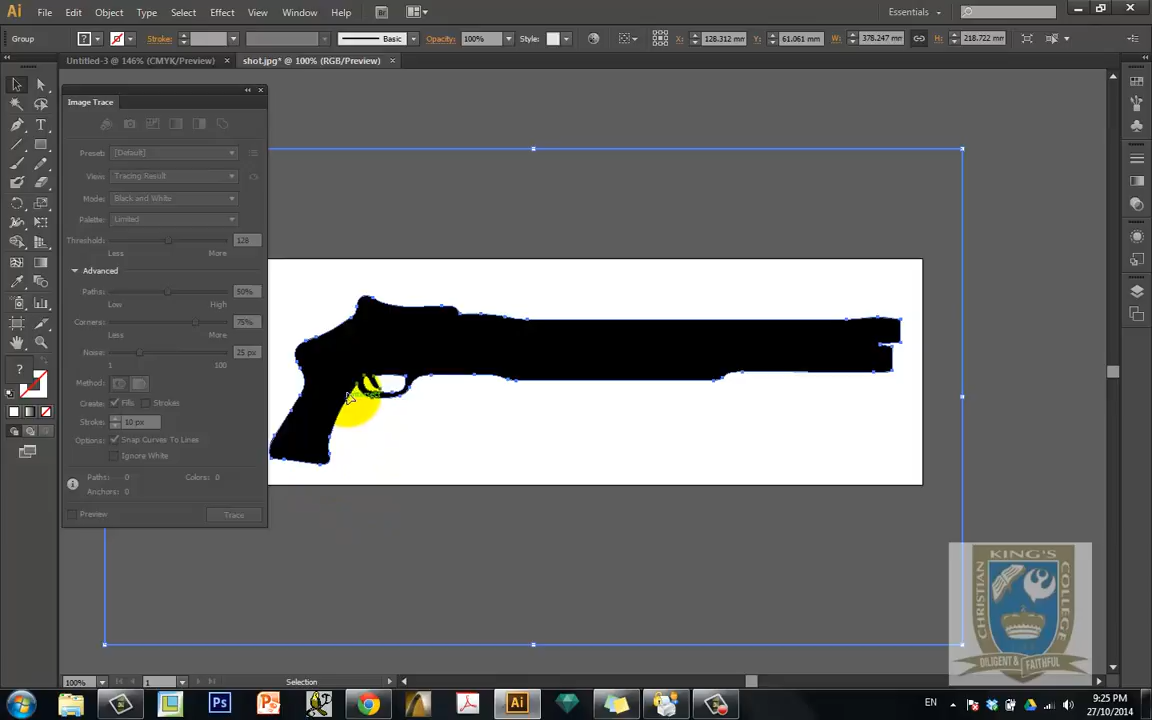 Ai File Edit Object Type Select Effect View Window Help Br Essentials
Group ? Stroke: Basic Opacity: 100% Style: X: 128.312 mm Y: 61.061 mm W: 378.247 mm H: 218.722 mm
Untitled-3 @ 146% (CMYK/Preview) × shot.jpg* @ 100% (RGB/Preview) ×
Image Trace
Preset: [Default]
View: Tracing Result
Mode: Black and White
Palette: Limited
Threshold: 128
Less More
Advanced
Paths: 50%
Low High
Corners: 75%
Less More
Noise: 25 px
1 100
Method:
Create: Fills Strokes
Stroke: 10 px
Options: Snap Curves To Lines
Ignore White
Paths: 0 Colors: 0
Anchors: 0
Preview Trace
?
KING'S
CHRISTIAN
COLLEGE
DILIGENT & FAITHFUL
100% 1 Selection
Ps Ai EN 9:25 PM
27/10/2014